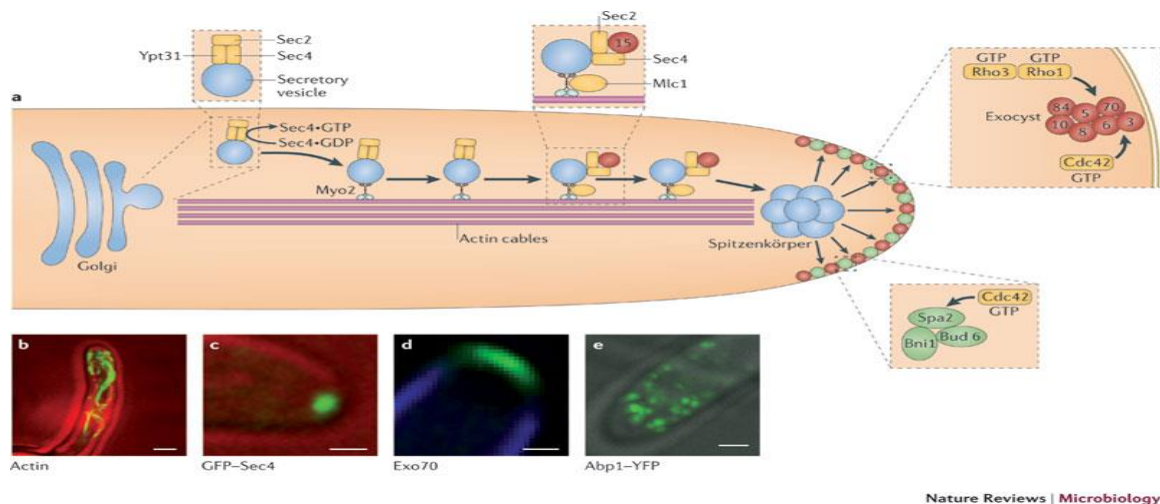 Sec2
Ypt31
Sec4
Secretory
vesicle
Sec2
15
Sec4
Mlc1
GTP GTP
Rho3 Rho1
84 5 70
10 8 6 3
Exocyst
Cdc42
GTP
a
Sec4•GTP
Sec4•GDP
Myo2
Actin cables
Golgi
Spitzenkörper
Cdc42
GTP
Spa2
Bni1 Bud 6
b c d e
Actin GFP–Sec4 Exo70 Abp1–YFP
Nature Reviews | Microbiology